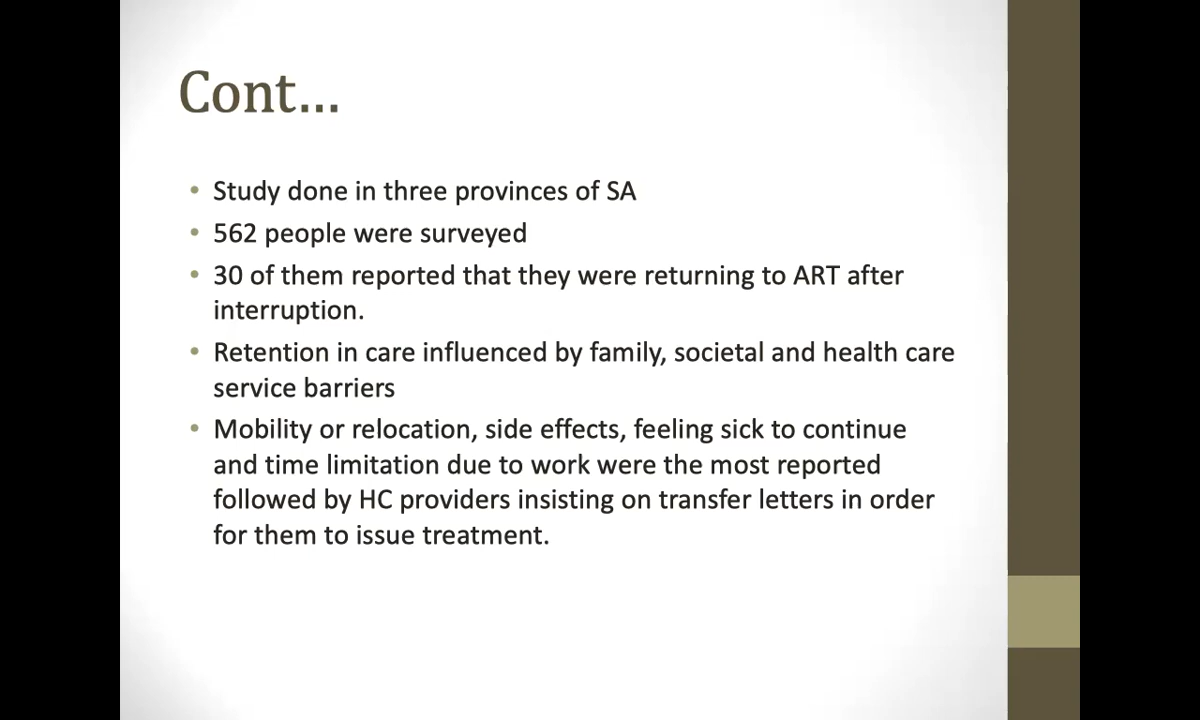 Cont...
• Study done in three provinces of SA
• 562 people were surveyed
• 30 of them reported that they were returning to ART after
interruption.
• Retention in care influenced by family, societal and health care
service barriers
• Mobility or relocation, side effects, feeling sick to continue
and time limitation due to work were the most reported
followed by HC providers insisting on transfer letters in order
for them to issue treatment.